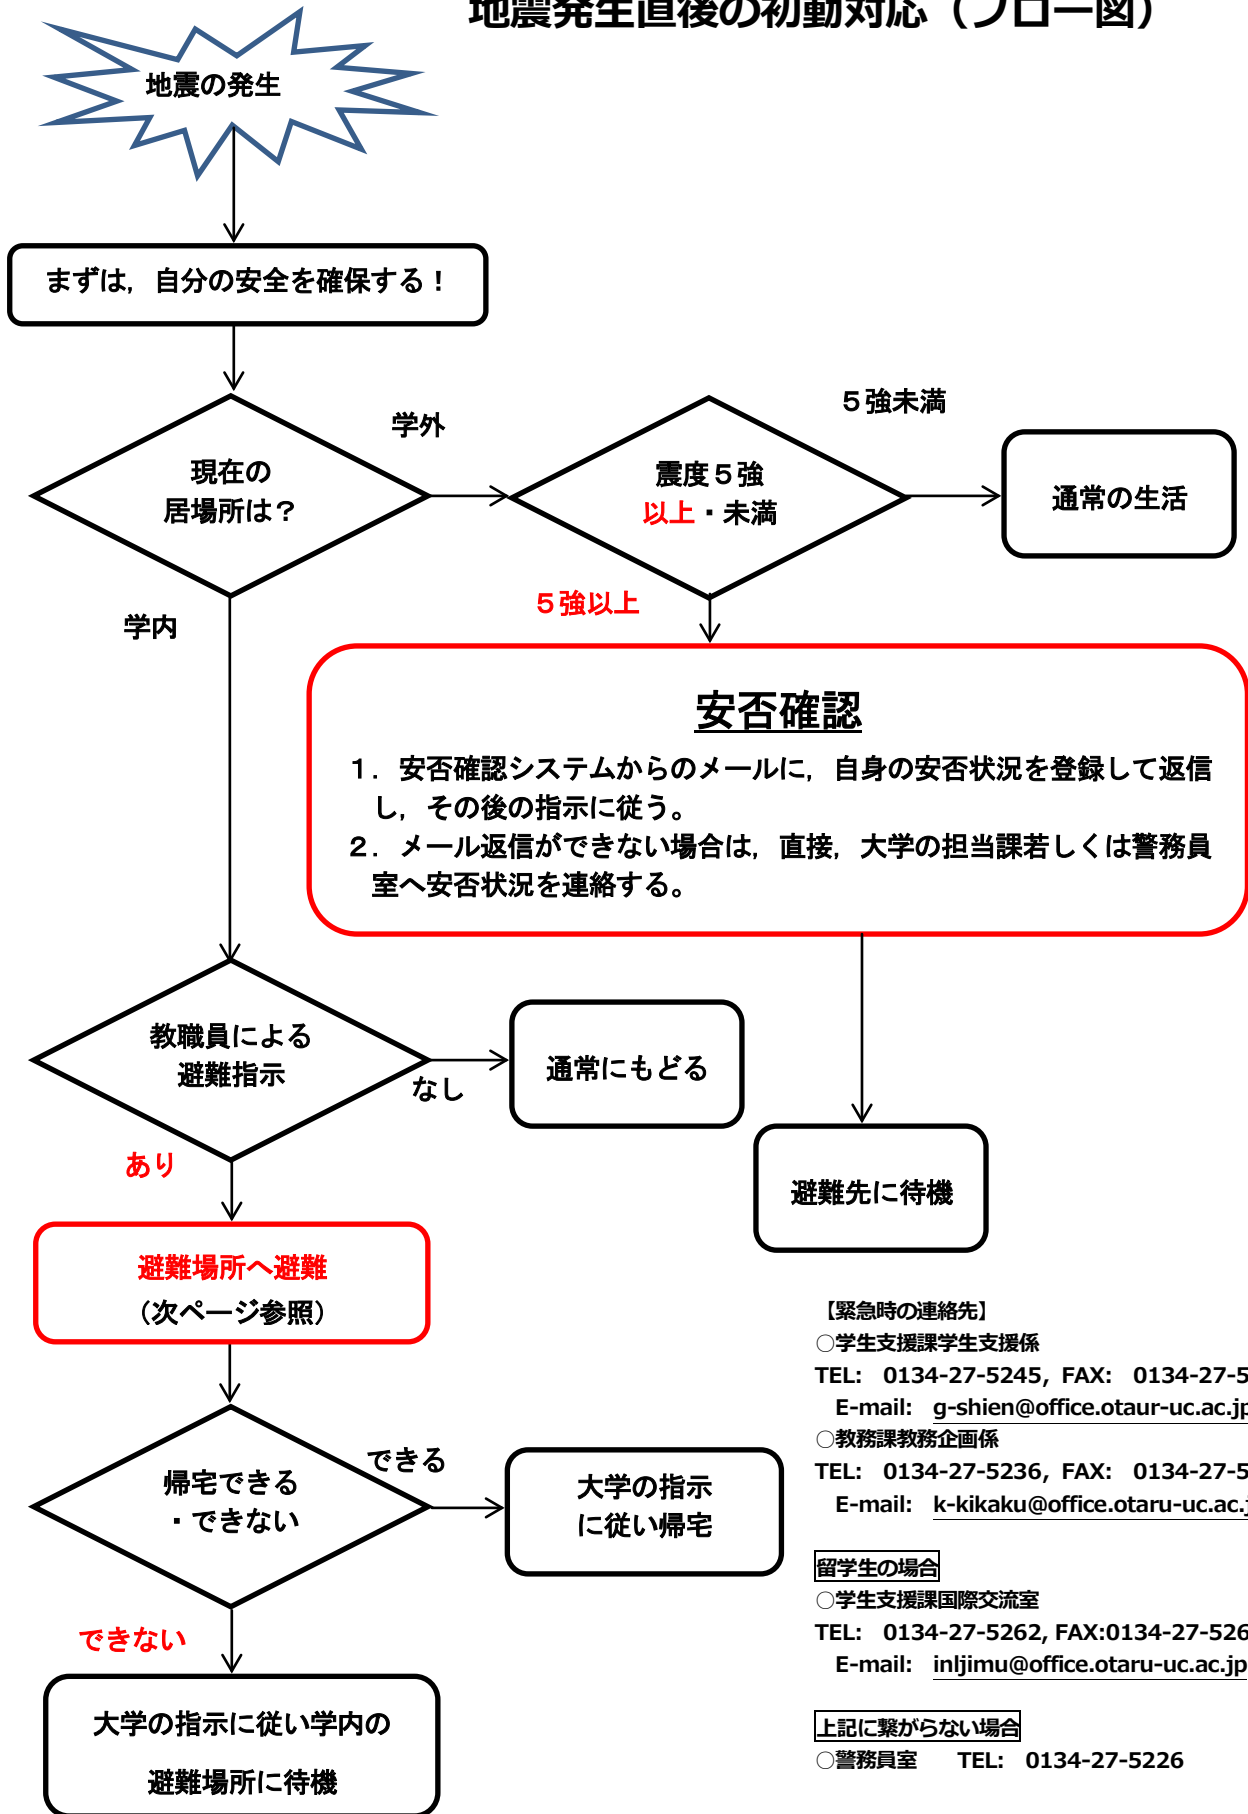 地震発生直後の初動対応（フロー図）
地震の発生
まずは，自分の安全を確保する！
現在の
居場所は？
学外
震度５強
以上・未満
５強未満
通常の生活
５強以上
学内
安否確認
１．安否確認システムからのメールに，自身の安否状況を登録して返信
し，その後の指示に従う。
２．メール返信ができない場合は，直接，大学の担当課若しくは警務員
室へ安否状況を連絡する。
教職員による
避難指示
なし
通常にもどる
あり
避難先に待機
避難場所へ避難
（次ページ参照）
帰宅できる
・できない
できる
大学の指示
に従い帰宅
できない
大学の指示に従い学内の
避難場所に待機
【緊急時の連絡先】
○学生支援課学生支援係
TEL: 0134-27-5245, FAX: 0134-27-5
E-mail: g-shien@office.otaur-uc.ac.jp
○教務課教務企画係
TEL: 0134-27-5236, FAX: 0134-27-5
E-mail: k-kikaku@office.otaru-uc.ac.j
留学生の場合
○学生支援課国際交流室
TEL: 0134-27-5262, FAX:0134-27-526
E-mail: inljimu@office.otaru-uc.ac.jp
上記に繋がらない場合
○警務員室 TEL: 0134-27-5226